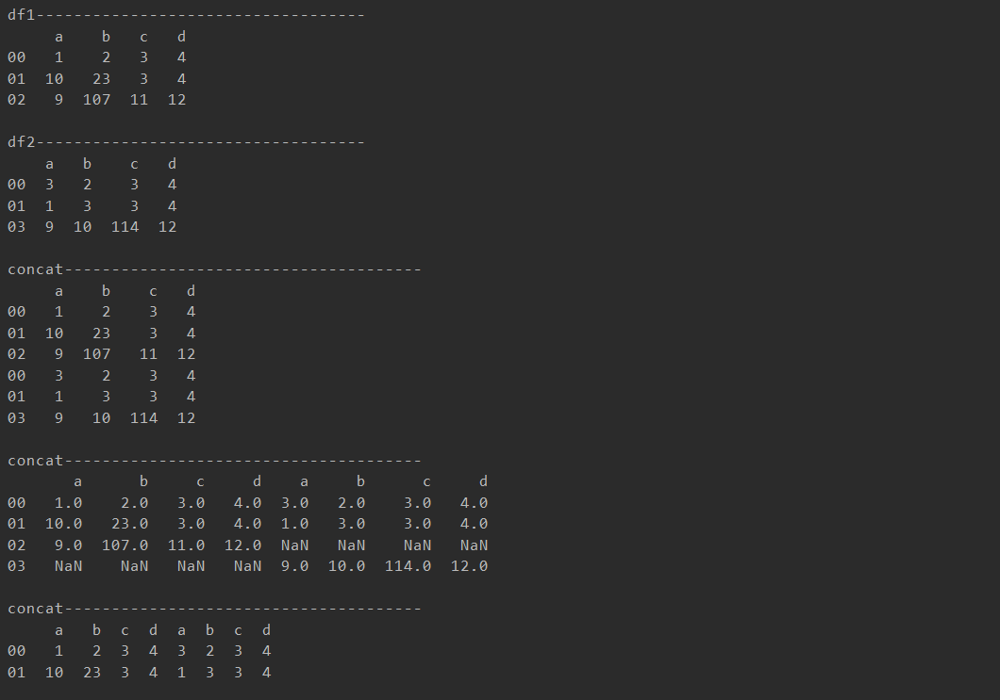 df1-----------------------------------
     a    b   c   d
00   1    2   3   4
01  10   23   3   4
02   9  107  11  12
df2-----------------------------------
    a   b    c   d
00  3   2    3   4
01  1   3    3   4
03  9  10  114  12
concat--------------------------------------
     a    b    c   d
00   1    2    3   4
01  10   23    3   4
02   9  107   11  12
00   3    2    3   4
01   1    3    3   4
03   9   10  114  12
concat--------------------------------------
       a      b     c     d    a     b      c     d
00   1.0    2.0   3.0   4.0  3.0   2.0    3.0   4.0
01  10.0   23.0   3.0   4.0  1.0   3.0    3.0   4.0
02   9.0  107.0  11.0  12.0  NaN   NaN    NaN   NaN
03   NaN    NaN   NaN   NaN  9.0  10.0  114.0  12.0
concat--------------------------------------
     a   b  c  d  a  b  c  d
00   1   2  3  4  3  2  3  4
01  10  23  3  4  1  3  3  4